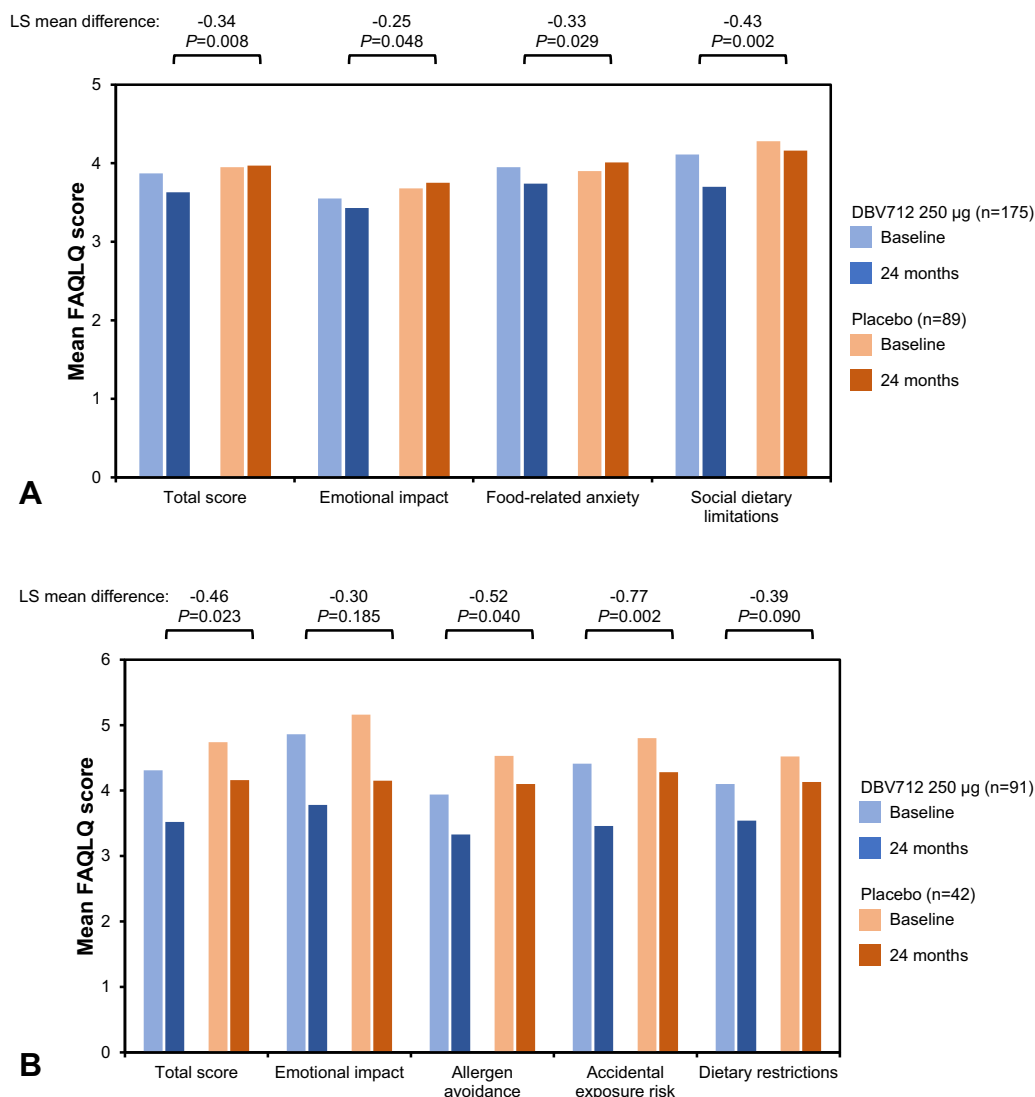 LS mean difference: -0.34 -0.25 -0.33 -0.43
P=0.008 P=0.048 P=0.029 P=0.002
5
4
3
2
1
0
Mean FAQLQ score
Total score Emotional impact Food-related anxiety Social dietary
limitations
DBV712 250 µg (n=175)
Baseline
24 months
Placebo (n=89)
Baseline
24 months
A
LS mean difference: -0.46 -0.30 -0.52 -0.77 -0.39
P=0.023 P=0.185 P=0.040 P=0.002 P=0.090
6
5
4
3
2
1
0
Mean FAQLQ score
Total score Emotional impact Allergen Accidental Dietary restrictions
avoidance exposure risk
DBV712 250 µg (n=91)
Baseline
24 months
Placebo (n=42)
Baseline
24 months
B